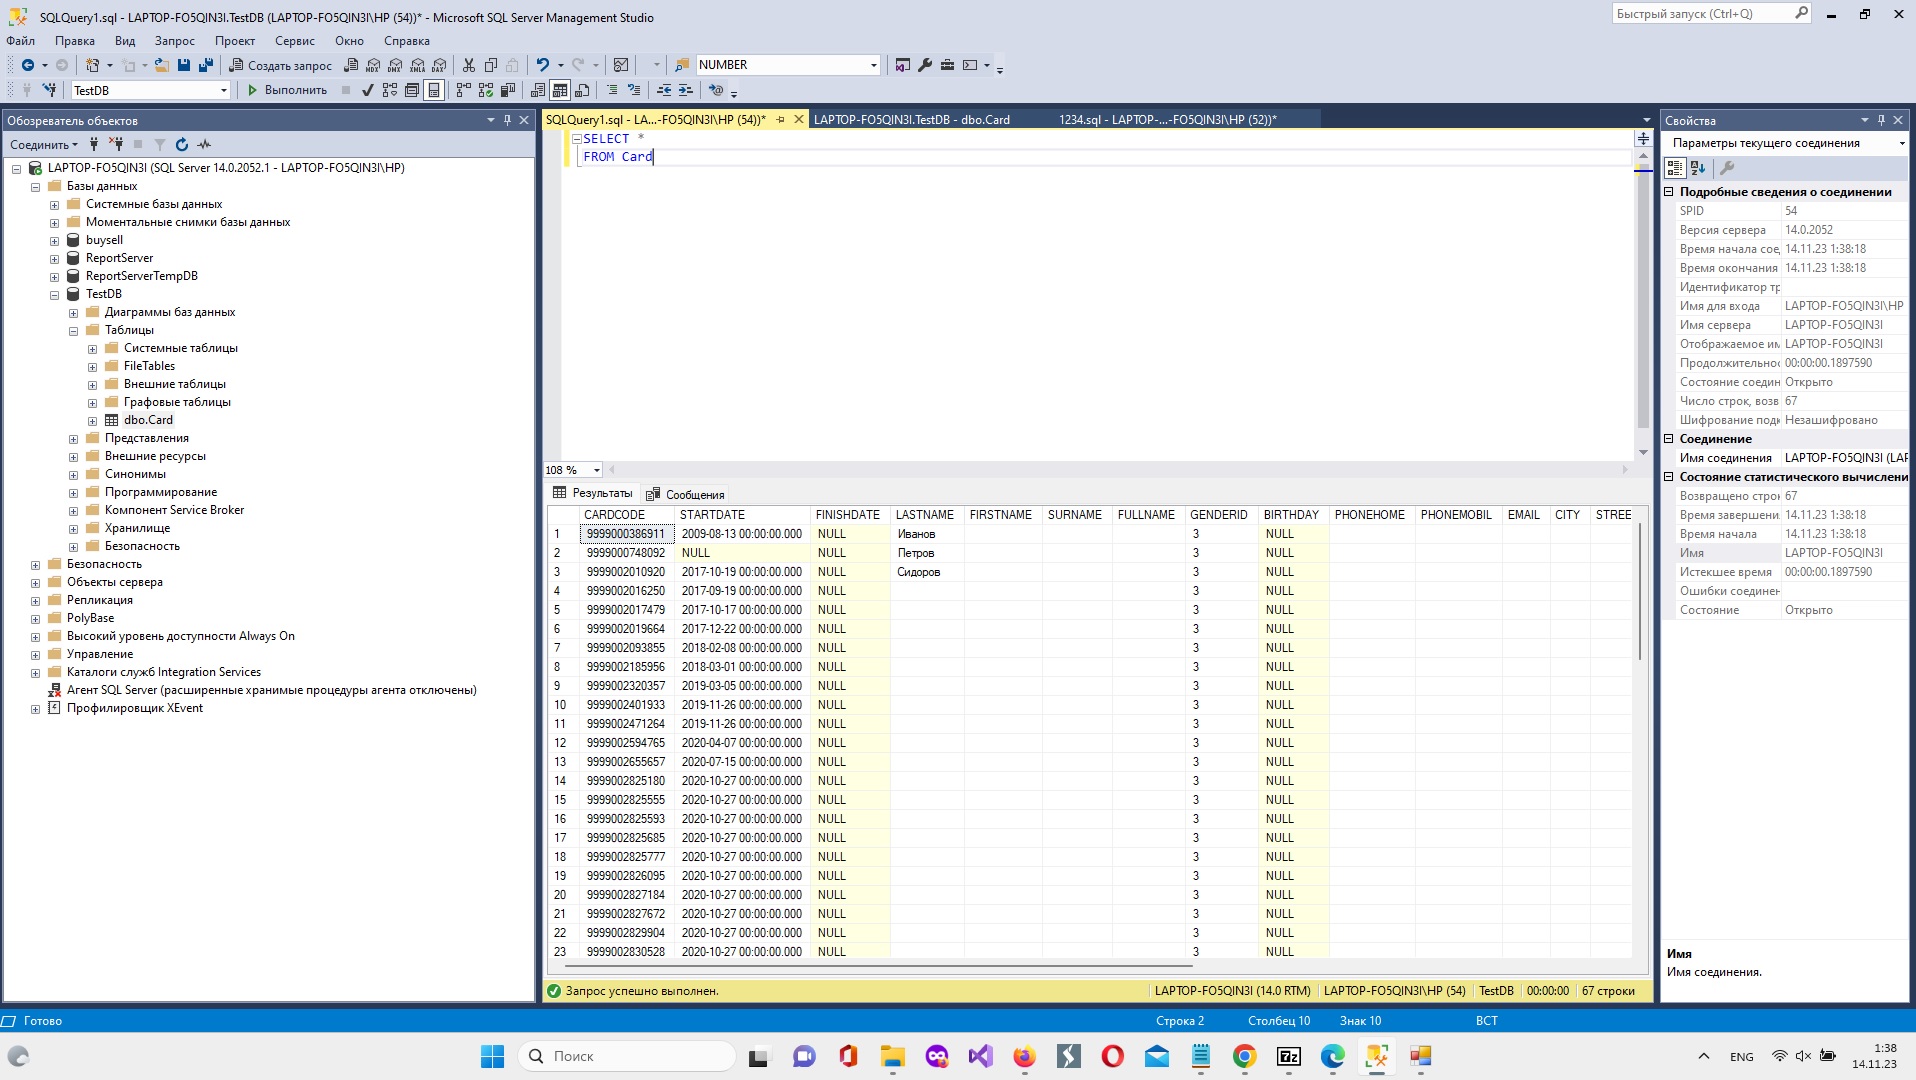 SQLQuery1.sql - LAPTOP-FO5QIN3I.TestDB (LAPTOP-FO5QIN3I\HP (54))* - Microsoft SQL Server Management Studio
Быстрый запуск (Ctrl+Q)
Файл Правка Вид Запрос Проект Сервис Окно Справка
Создать запрос MDX DMX XMLA DAX NUMBER
TestDB Выполнить
Обозреватель объектов
Соединить
LAPTOP-FO5QIN3I (SQL Server 14.0.2052.1 - LAPTOP-FO5QIN3I\HP)
Базы данных
Системные базы данных
Моментальные снимки базы данных
buysell
ReportServer
ReportServerTempDB
TestDB
Диаграммы баз данных
Таблицы
Системные таблицы
FileTables
Внешние таблицы
Графовые таблицы
dbo.Card
Представления
Внешние ресурсы
Синонимы
Программирование
Компонент Service Broker
Хранилище
Безопасность
Безопасность
Объекты сервера
Репликация
PolyBase
Высокий уровень доступности Always On
Управление
Каталоги служб Integration Services
Агент SQL Server (расширенные хранимые процедуры агента отключены)
Профилировщик XEvent
SQLQuery1.sql - LA...-FO5QIN3I\HP (54))* LAPTOP-FO5QIN3I.TestDB - dbo.Card 1234.sql - LAPTOP-...-FO5QIN3I\HP (52))*
SELECT *
FROM Card
108 %
Результаты Сообщения
CARDCODE STARTDATE FINISHDATE LASTNAME FIRSTNAME SURNAME FULLNAME GENDERID BIRTHDAY PHONEHOME PHONEMOBIL EMAIL CITY STREE
1 9999000386911 2009-08-13 00:00:00.000 NULL Иванов 3 NULL
2 9999000748092 NULL NULL Петров 3 NULL
3 9999002010920 2017-10-19 00:00:00.000 NULL Сидоров 3 NULL
4 9999002016250 2017-09-19 00:00:00.000 NULL 3 NULL
5 9999002017479 2017-10-17 00:00:00.000 NULL 3 NULL
6 9999002019664 2017-12-22 00:00:00.000 NULL 3 NULL
7 9999002093855 2018-02-08 00:00:00.000 NULL 3 NULL
8 9999002185956 2018-03-01 00:00:00.000 NULL 3 NULL
9 9999002320357 2019-03-05 00:00:00.000 NULL 3 NULL
10 9999002401933 2019-11-26 00:00:00.000 NULL 3 NULL
11 9999002471264 2019-11-26 00:00:00.000 NULL 3 NULL
12 9999002594765 2020-04-07 00:00:00.000 NULL 3 NULL
13 9999002655657 2020-07-15 00:00:00.000 NULL 3 NULL
14 9999002825180 2020-10-27 00:00:00.000 NULL 3 NULL
15 9999002825555 2020-10-27 00:00:00.000 NULL 3 NULL
16 9999002825593 2020-10-27 00:00:00.000 NULL 3 NULL
17 9999002825685 2020-10-27 00:00:00.000 NULL 3 NULL
18 9999002825777 2020-10-27 00:00:00.000 NULL 3 NULL
19 9999002826095 2020-10-27 00:00:00.000 NULL 3 NULL
20 9999002827184 2020-10-27 00:00:00.000 NULL 3 NULL
21 9999002827672 2020-10-27 00:00:00.000 NULL 3 NULL
22 9999002829904 2020-10-27 00:00:00.000 NULL 3 NULL
23 9999002830528 2020-10-27 00:00:00.000 NULL 3 NULL
Запрос успешно выполнен. LAPTOP-FO5QIN3I (14.0 RTM) LAPTOP-FO5QIN3I\HP (54) TestDB 00:00:00 67 строки
Свойства
Параметры текущего соединения
Подробные сведения о соединении
SPID 54
Версия сервера 14.0.2052
Время начала сое, 14.11.23 1:38:18
Время окончания 14.11.23 1:38:18
Идентификатор тр
Имя для входа LAPTOP-FO5QIN3I\HP
Имя сервера LAPTOP-FO5QIN3I
Отображаемое им LAPTOP-FO5QIN3I
Продолжительнос 00:00:00.1897590
Состояние соедин Открыто
Число строк, возв 67
Шифрование подк Незашифровано
Соединение
Имя соединения LAPTOP-FO5QIN3I (LAP
Состояние статистического вычислени
Возвращено строк 67
Время завершени. 14.11.23 1:38:18
Время начала 14.11.23 1:38:18
Имя LAPTOP-FO5QIN3I
Истекшее время 00:00:00.1897590
Ошибки соединен
Состояние Открыто
Имя
Имя соединения.
Готово Строка 2 Столбец 10 Знак 10 ВСТ
Поиск 7z ENG 1:38
14.11.23